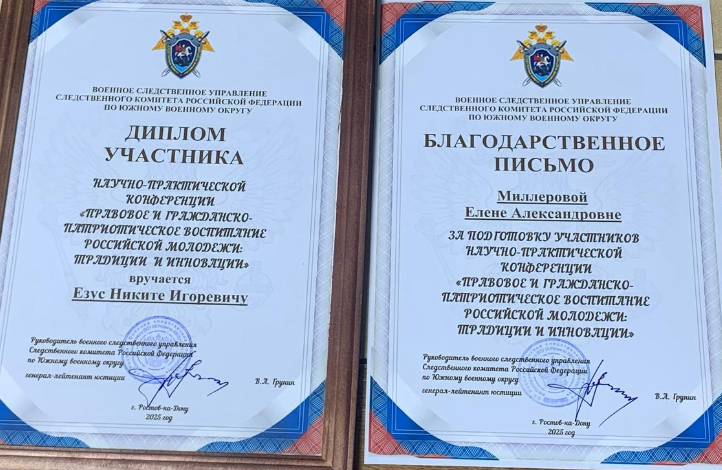 ВОЕННОЕ СЛЕДСТВЕННОЕ УПРАВЛЕНИЕ
СЛЕДСТВЕННОГО КОМИТЕТА РОССИЙСКОЙ ФЕДЕРАЦИИ
ПО ЮЖНОМУ ВОЕННОМУ ОКРУГУ
ДИПЛОМ
УЧАСТНИКА
НАУЧНО-ПРАКТИЧЕСКОЙ
КОНФЕРЕНЦИИ
«ПРАВОВОЕ И ГРАЖДАНСКО-
ПАТРИОТИЧЕСКОЕ ВОСПИТАНИЕ
РОССИЙСКОЙ МОЛОДЕЖИ:
ТРАДИЦИИ И ИННОВАЦИИ»
вручается
Езус Никите Игоревичу
Руководитель военного следственного управления
Следственного комитета Российской Федерации
по Южному военному округу
генерал-лейтенант юстиции В.А. Грунин
г. Ростов-на-Дону
2025 год
ВОЕННОЕ СЛЕДСТВЕННОЕ УПРАВЛЕНИЕ
СЛЕДСТВЕННОГО КОМИТЕТА РОССИЙСКОЙ ФЕДЕРАЦИИ
ПО ЮЖНОМУ ВОЕННОМУ ОКРУГУ
БЛАГОДАРСТВЕННОЕ
ПИСЬМО
Миллеровой
Елене Александровне
ЗА ПОДГОТОВКУ УЧАСТНИКОВ
НАУЧНО-ПРАКТИЧЕСКОЙ
КОНФЕРЕНЦИИ
«ПРАВОВОЕ И ГРАЖДАНСКО-
ПАТРИОТИЧЕСКОЕ ВОСПИТАНИЕ
РОССИЙСКОЙ МОЛОДЕЖИ:
ТРАДИЦИИ И ИННОВАЦИИ»
Руководитель военного следственного управления
Следственного комитета Российской Федерации
по Южному военному округу
генерал-лейтенант юстиции В.А. Грунин
г. Ростов-на-Дону
2025 год